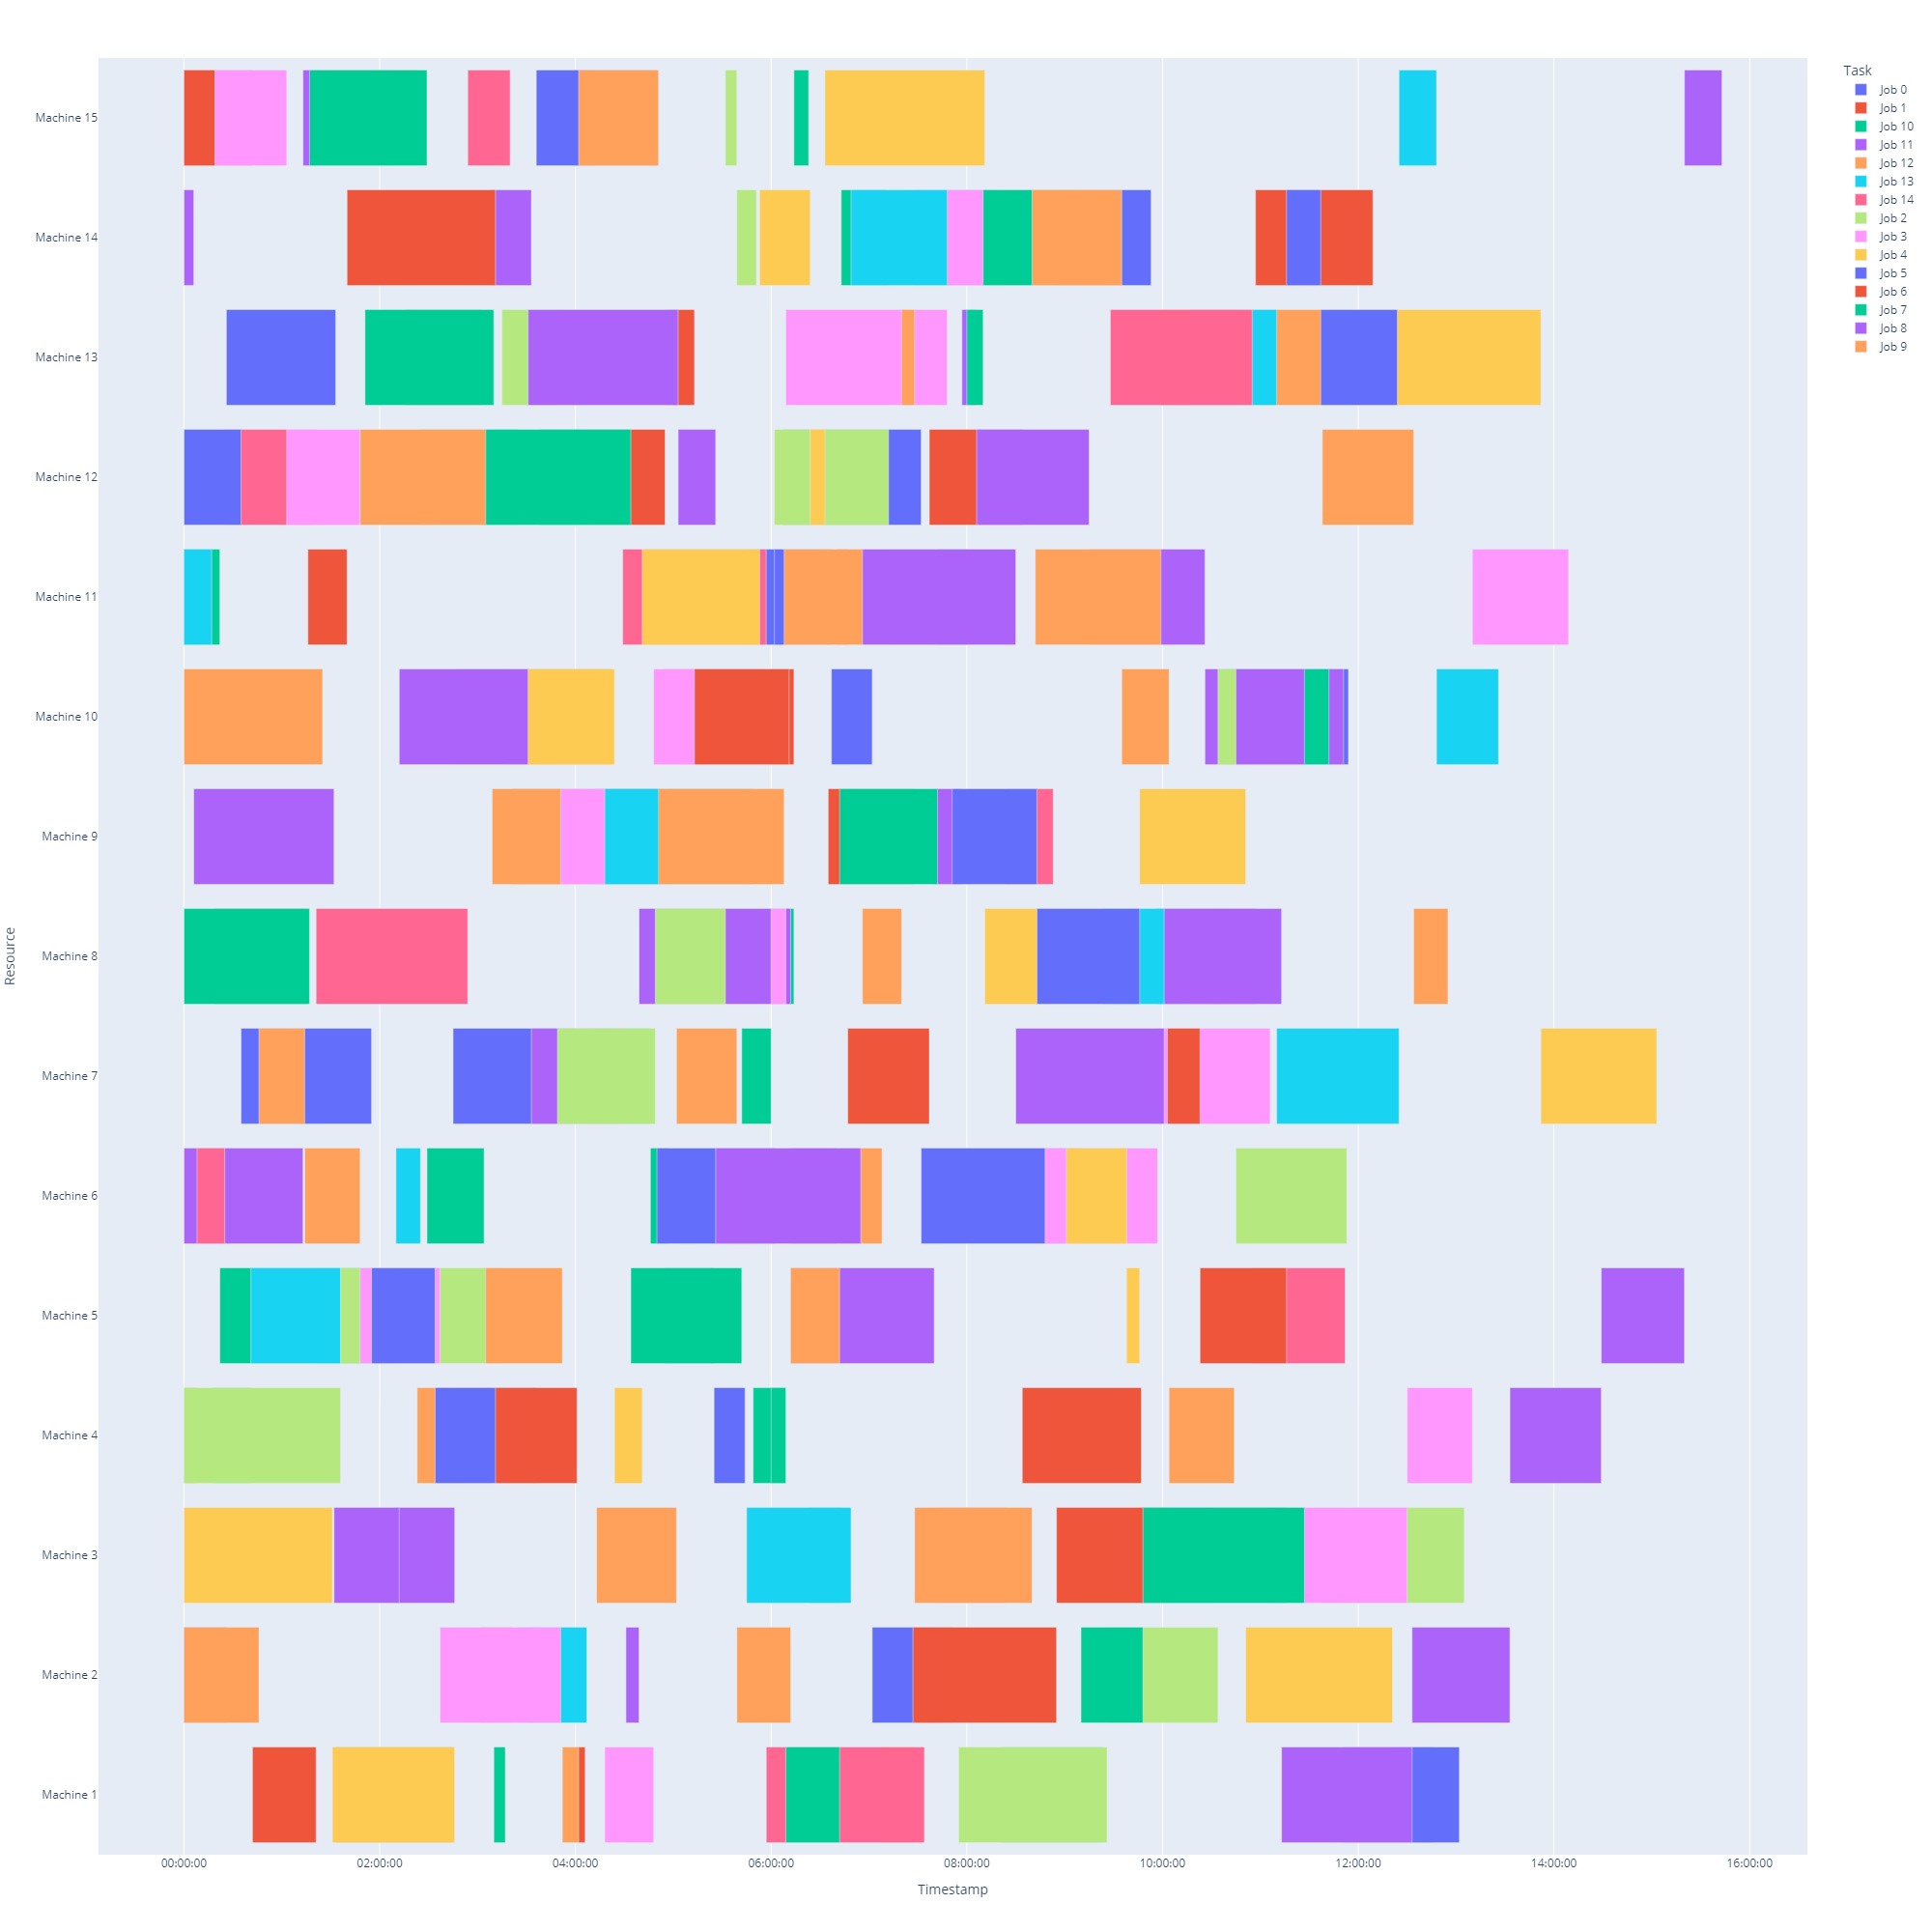 Task
Job 0
Job 1
Job 10
Job 11
Job 12
Job 13
Job 14
Job 2
Job 3
Job 4
Job 5
Job 6
Job 7
Job 8
Job 9
Resource
Machine 15
Machine 14
Machine 13
Machine 12
Machine 11
Machine 10
Machine 9
Machine 8
Machine 7
Machine 6
Machine 5
Machine 4
Machine 3
Machine 2
Machine 1
00:00:00 02:00:00 04:00:00 06:00:00 08:00:00 10:00:00 12:00:00 14:00:00 16:00:00
Timestamp